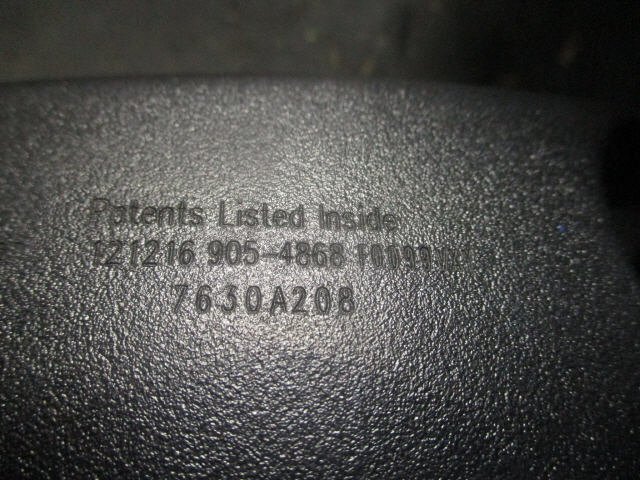 Patents Listed Inside
121216 905-4868
7630A208